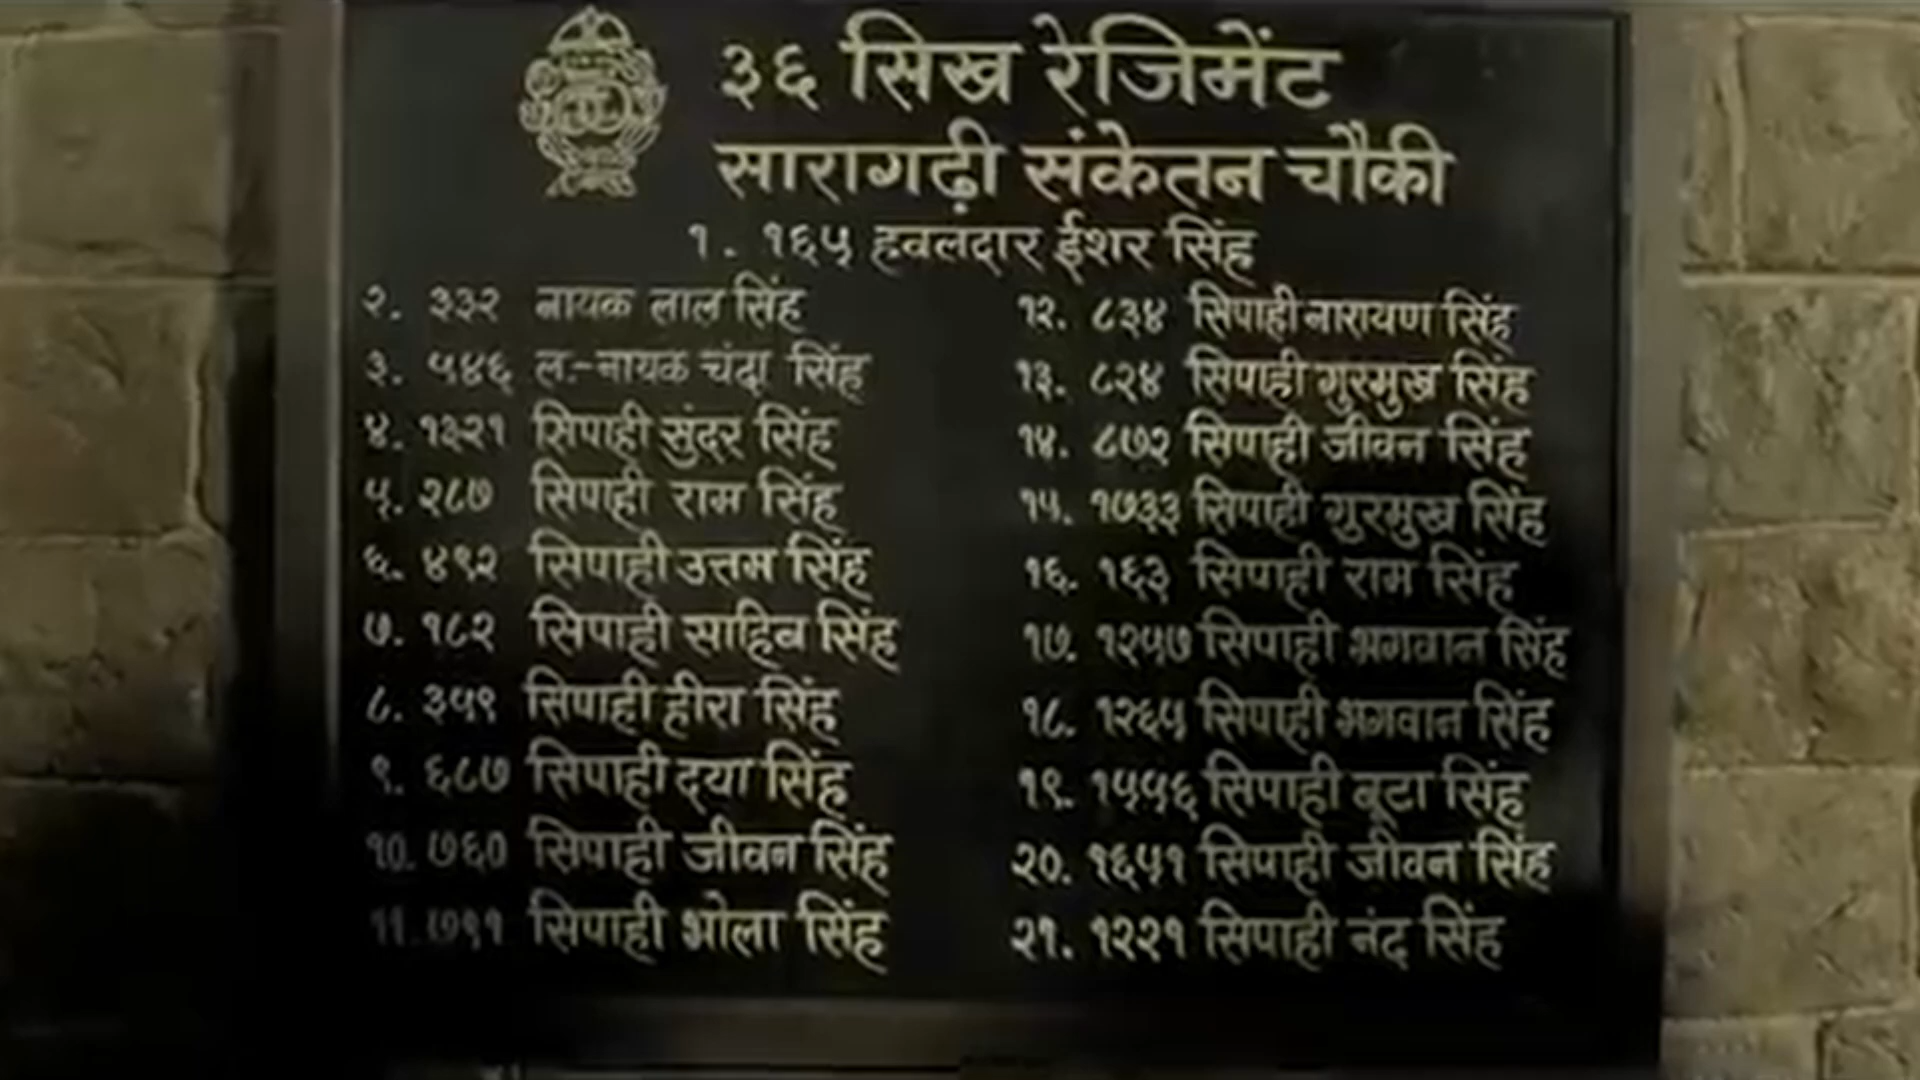 ३६ सिख रेजिमेंट
सारागढ़ी संकेतन चौकी
१. १६५ हवलदार ईशर सिंह
२. ३३२ नायक लाल सिंह
३. ५४६ ल.-नायक चंदा सिंह
४. १३२१ सिपाही सुंदर सिंह
५. २८७ सिपाही राम सिंह
६. ४९२ सिपाही उत्तम सिंह
७. १८२ सिपाही साहिब सिंह
८. ३५९ सिपाही हीरा सिंह
९. ६८७ सिपाही दया सिंह
१०. ७६० सिपाही जीवन सिंह
११. ७९१ सिपाही भोला सिंह
१२. ८३४ सिपाही नारायण सिंह
१३. ८२४ सिपाही गुरमुख सिंह
१४. ८७२ सिपाही जीवन सिंह
१५. १७३३ सिपाही गुरमुख सिंह
१६. १६३ सिपाही राम सिंह
१७. १२५७ सिपाही भगवान सिंह
१८. १२६५ सिपाही भगवान सिंह
१९. १५५६ सिपाही बूटा सिंह
२०. १६५१ सिपाही जीवन सिंह
२१. १२२१ सिपाही नंद सिंह